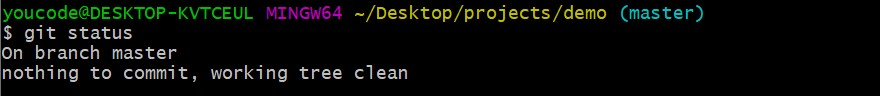 youcode@DESKTOP-KVTCEUL MINGW64 ~/Desktop/projects/demo (master)
$ git status
On branch master
nothing to commit, working tree clean